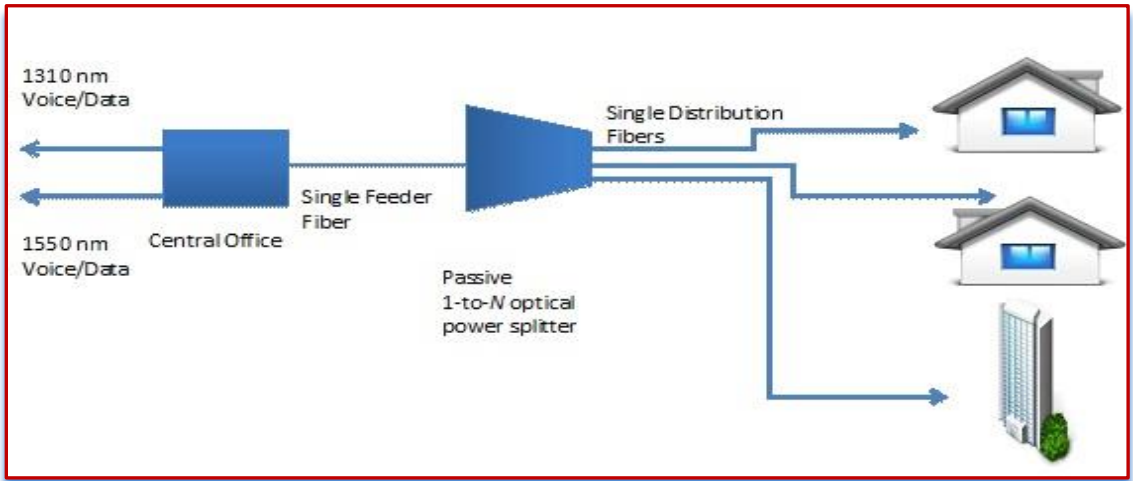 1310 nm
Voice/Data
Single Distribution
Fibers
Single Feeder
Fiber
Central Office
1550 nm
Voice/Data
Passive
1-to-N optical
power splitter